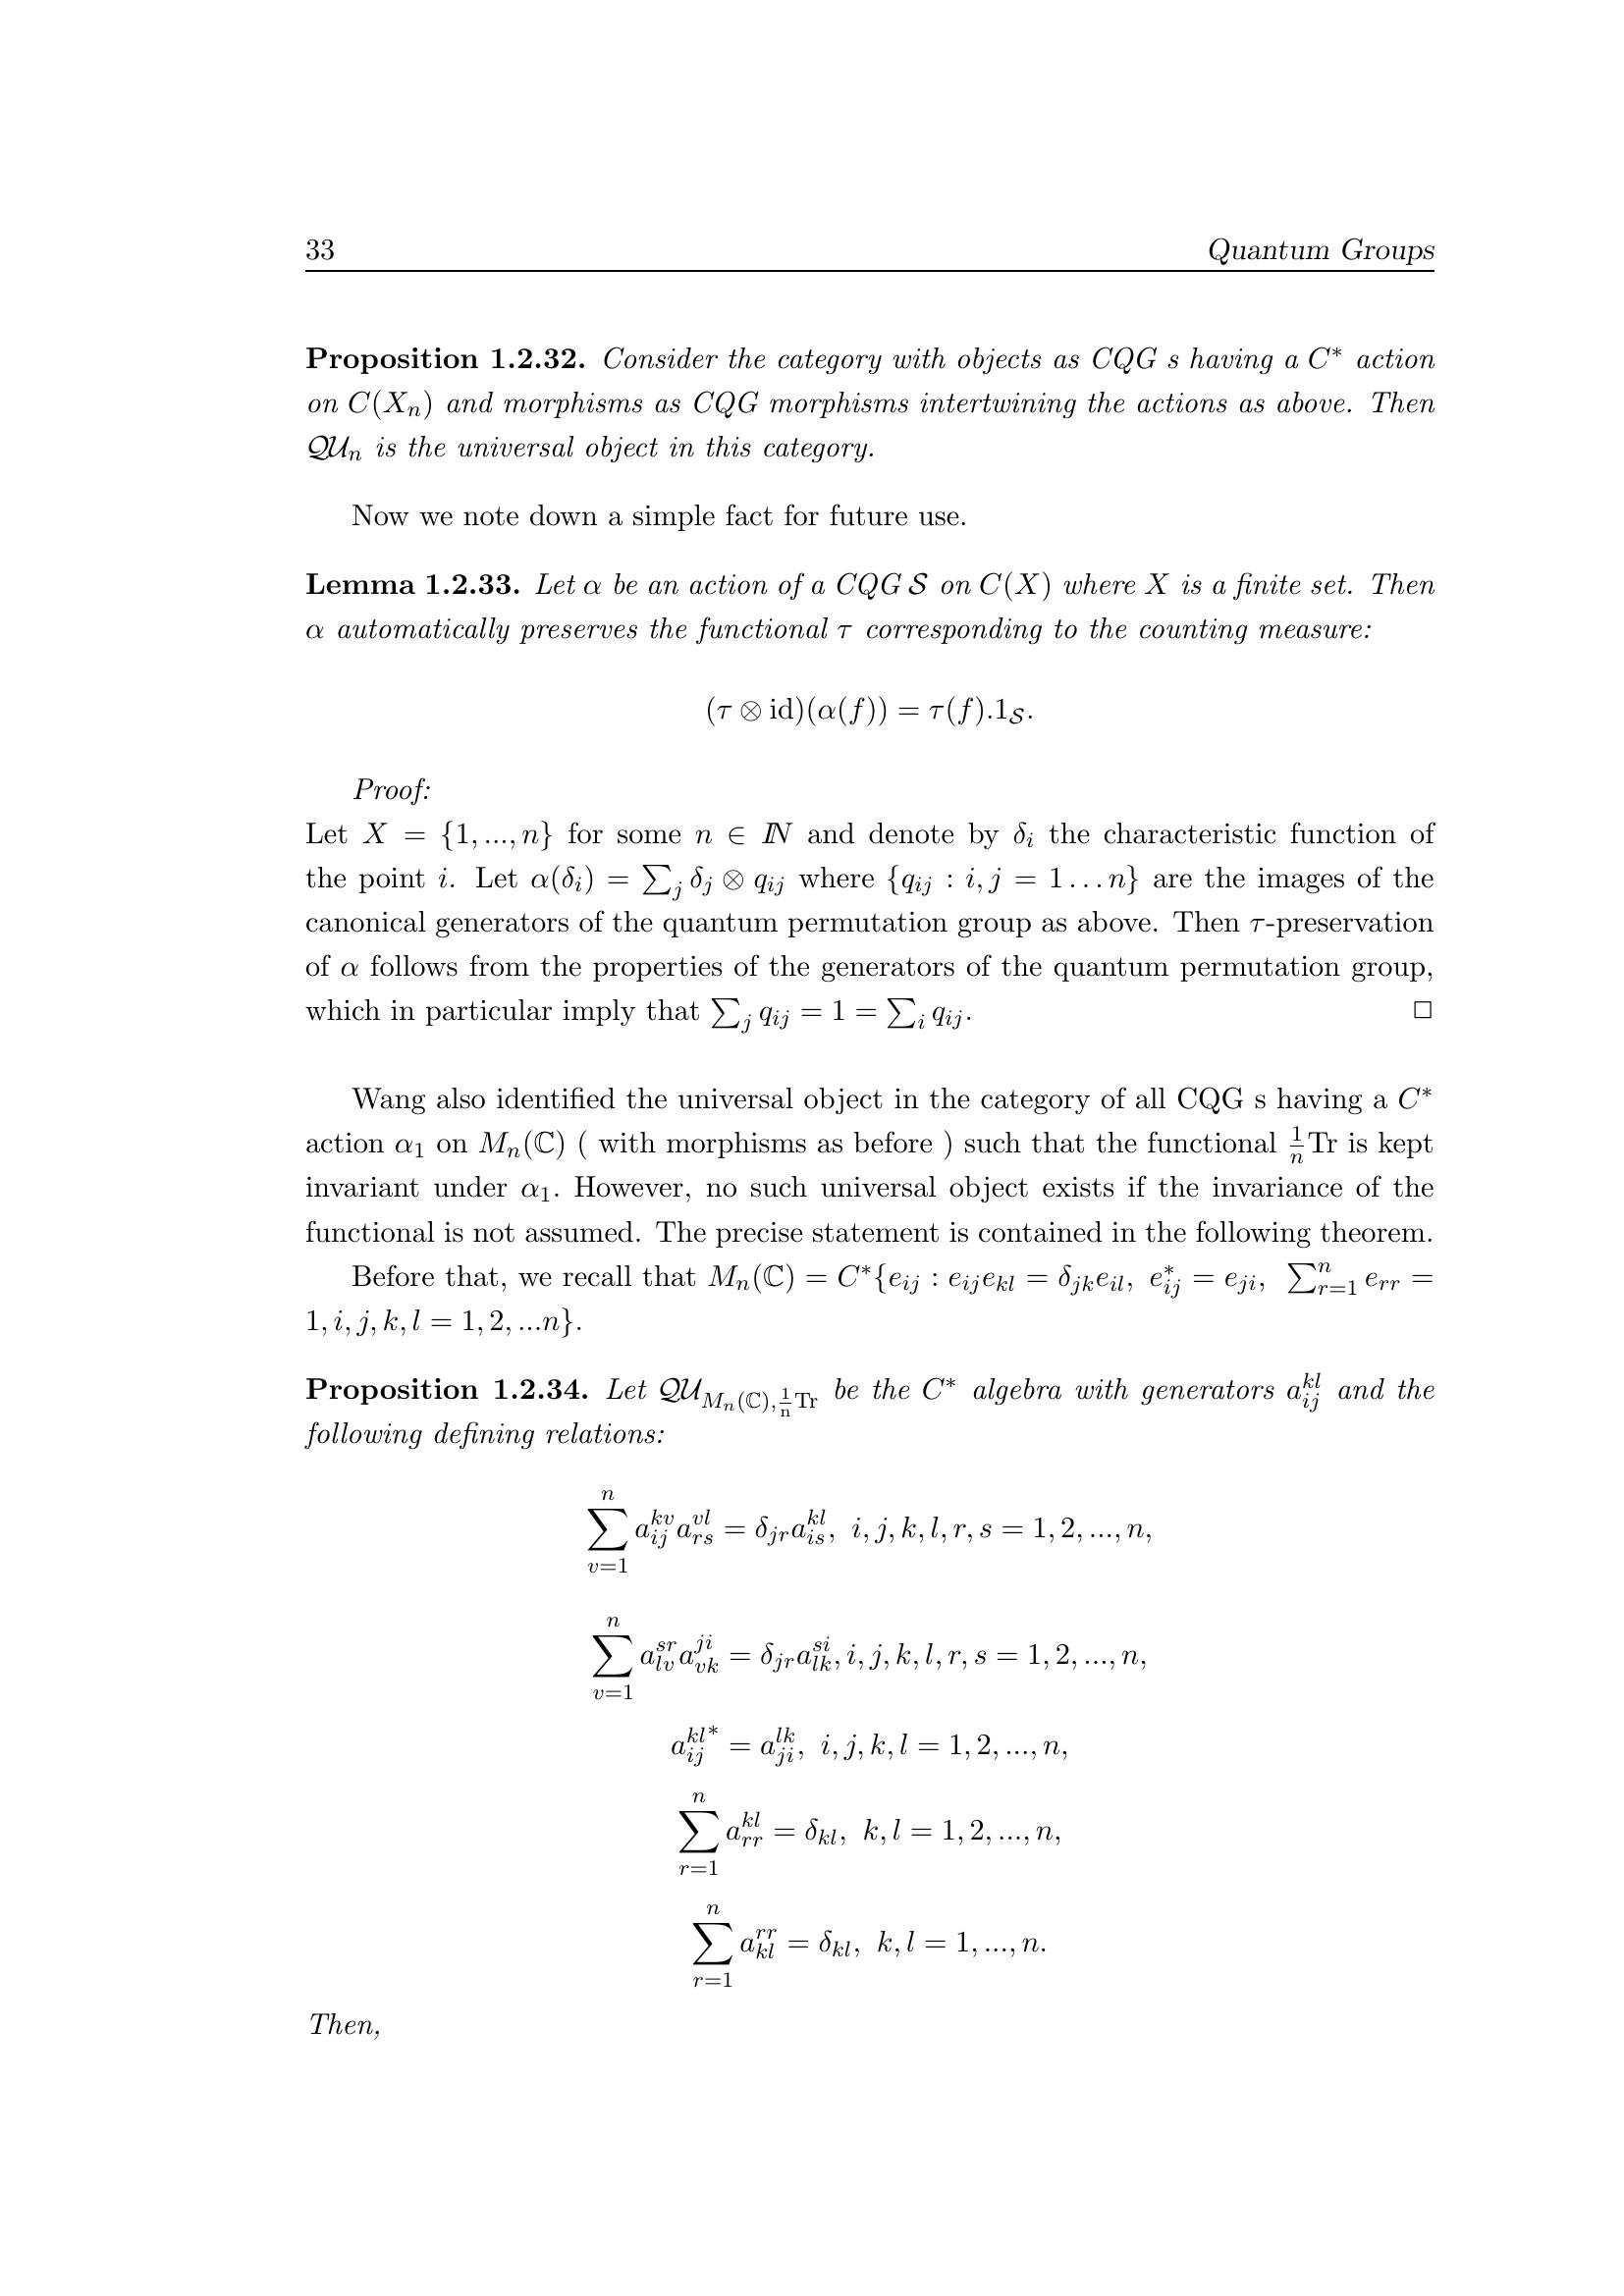 33 Quantum Groups
Proposition 1.2.32. Consider the category with objects as CQG s having a $C^*$ action
on $C(X_n)$ and morphisms as CQG morphisms intertwining the actions as above. Then
$\mathcal{QU}_n$ is the universal object in this category.
Now we note down a simple fact for future use.
Lemma 1.2.33. Let $\alpha$ be an action of a CQG $\mathcal{S}$ on $C(X)$ where $X$ is a finite set. Then
$\alpha$ automatically preserves the functional $\tau$ corresponding to the counting measure:
$(\tau \otimes \mathrm{id})(\alpha(f)) = \tau(f).1_{\mathcal{S}}.$
Proof:
Let $X = \{1, ..., n\}$ for some $n \in I\!N$ and denote by $\delta_i$ the characteristic function of
the point $i$. Let $\alpha(\delta_i) = \sum_j \delta_j \otimes q_{ij}$ where $\{q_{ij} : i, j = 1 \ldots n\}$ are the images of the
canonical generators of the quantum permutation group as above. Then $\tau$-preservation
of $\alpha$ follows from the properties of the generators of the quantum permutation group,
which in particular imply that $\sum_j q_{ij} = 1 = \sum_i q_{ij}$. □
Wang also identified the universal object in the category of all CQG s having a $C^*$
action $\alpha_1$ on $M_n(\mathbb{C})$ ( with morphisms as before ) such that the functional $\frac{1}{n}\mathrm{Tr}$ is kept
invariant under $\alpha_1$. However, no such universal object exists if the invariance of the
functional is not assumed. The precise statement is contained in the following theorem.
Before that, we recall that $M_n(\mathbb{C}) = C^*\{e_{ij} : e_{ij}e_{kl} = \delta_{jk}e_{il},\ e_{ij}^* = e_{ji},\ \sum_{r=1}^n e_{rr} =$
$1, i, j, k, l = 1, 2, ...n\}$.
Proposition 1.2.34. Let $\mathcal{QU}_{M_n(\mathbb{C}), \frac{1}{n}\mathrm{Tr}}$ be the $C^*$ algebra with generators $a_{ij}^{kl}$ and the
following defining relations:
$\sum_{v=1}^n a_{ij}^{kv} a_{rs}^{vl} = \delta_{jr} a_{is}^{kl},\ i, j, k, l, r, s = 1, 2, ..., n,$
$\sum_{v=1}^n a_{lv}^{sr} a_{vk}^{ji} = \delta_{jr} a_{lk}^{si}, i, j, k, l, r, s = 1, 2, ..., n,$
${a_{ij}^{kl}}^* = a_{ji}^{lk},\ i, j, k, l = 1, 2, ..., n,$
$\sum_{r=1}^n a_{rr}^{kl} = \delta_{kl},\ k, l = 1, 2, ..., n,$
$\sum_{r=1}^n a_{kl}^{rr} = \delta_{kl},\ k, l = 1, ..., n.$
Then,